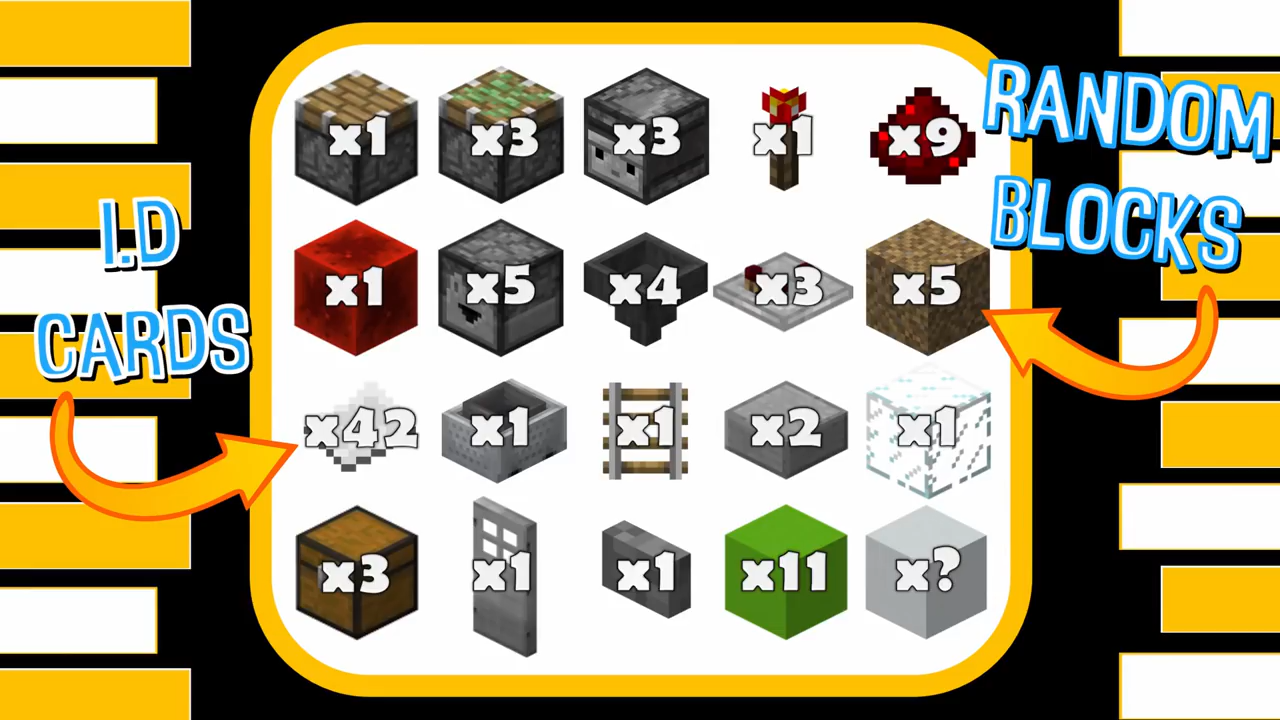 RANDOM
BLOCKS
I.D
CARDS
x1 x3 x3 x1 x9
x1 x5 x4 x3 x5
x42 x1 x1 x2 x1
x3 x1 x1 x11 x?